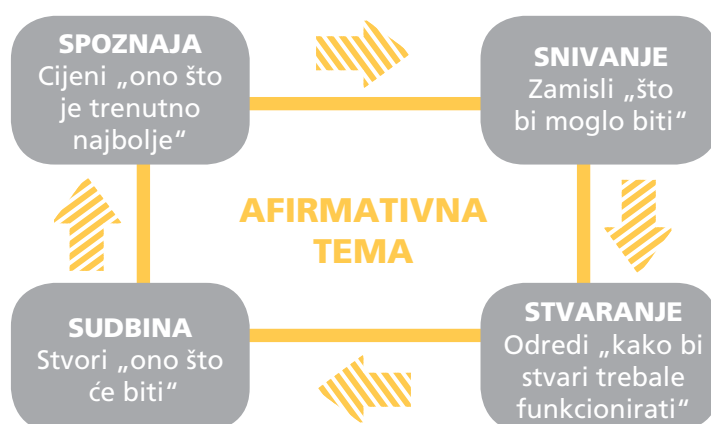 SPOZNAJA
Cijeni „ono što
je trenutno
najbolje“
SNIVANJE
Zamisli „što
bi moglo biti“
AFIRMATIVNA
TEMA
SUDBINA
Stvori „ono što
će biti“
STVARANJE
Odredi „kako bi
stvari trebale
funkcionirati“